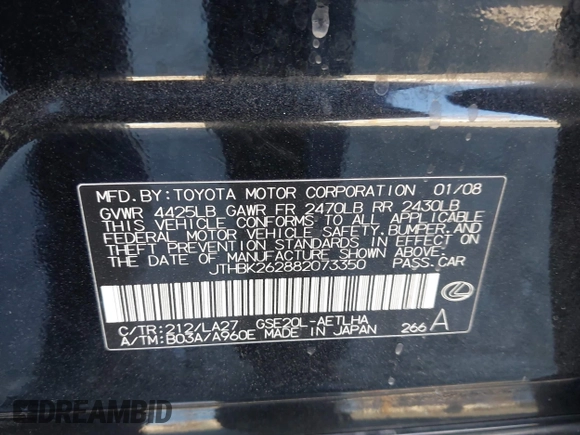 MFD. BY: TOYOTA MOTOR CORPORATION 01/08
GVWR 4425LB GAWR FR 2470LB RR 2430LB
THIS VEHICLE CONFORMS TO ALL APPLICABLE
FEDERAL MOTOR VEHICLE SAFETY, BUMPER, AND
THEFT PREVENTION STANDARDS IN EFFECT ON
THE DATE OF MANUFACTURE SHOWN ABOVE.
JTHBK262882073350 PASS.CAR
C/TR:212/LA27 GSE20L-AETLHA
A/TM:B03A/A960E MADE IN JAPAN 266 A
DREAMBID